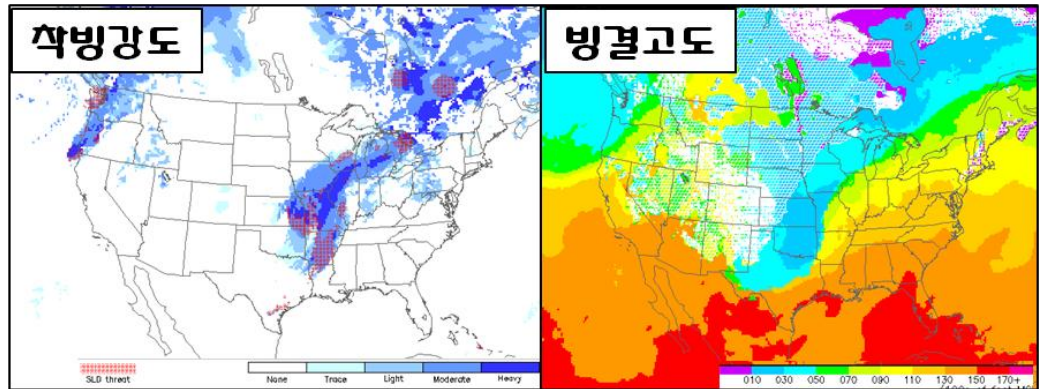 착빙강도
빙결고도
SLD threat
None Trace Light Moderate Heavy
010 030 050 070 090 110 130 150 170+